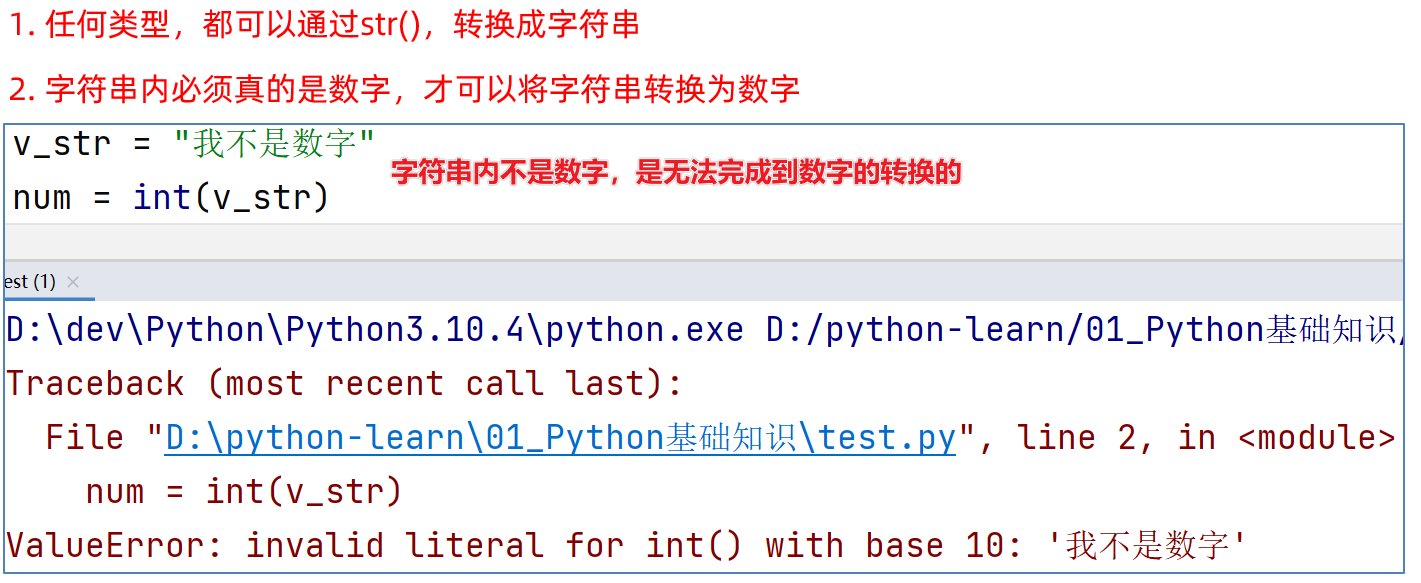 1. 任何类型，都可以通过str()，转换成字符串
2. 字符串内必须真的是数字，才可以将字符串转换为数字
v_str = "我不是数字"
字符串内不是数字，是无法完成到数字的转换的
num = int(v_str)
est (1) ×
D:\dev\Python\Python3.10.4\python.exe D:/python-learn/01_Python基础知识/
Traceback (most recent call last):
  File "D:\python-learn\01_Python基础知识\test.py", line 2, in <module>
    num = int(v_str)
ValueError: invalid literal for int() with base 10: '我不是数字'